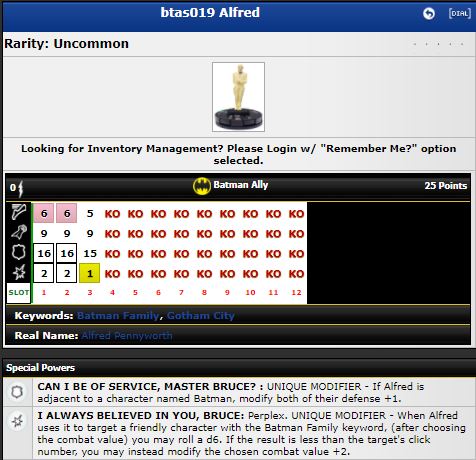 btas019 Alfred
[DIAL]
Rarity: Uncommon
Looking for Inventory Management? Please Login w/ "Remember Me?" option
selected.
0 Batman Ally 25 Points
6 6 5 KO KO KO KO KO KO KO KO KO
9 9 9 KO KO KO KO KO KO KO KO KO
16 16 15 KO KO KO KO KO KO KO KO KO
2 2 1 KO KO KO KO KO KO KO KO KO
SLOT 1 2 3 4 5 6 7 8 9 10 11 12
Keywords: Batman Family, Gotham City
Real Name: Alfred Pennyworth
Special Powers
CAN I BE OF SERVICE, MASTER BRUCE? : UNIQUE MODIFIER - If Alfred is
adjacent to a character named Batman, modify both of their defense +1.
I ALWAYS BELIEVED IN YOU, BRUCE: Perplex. UNIQUE MODIFIER - When Alfred
uses it to target a friendly character with the Batman Family keyword, (after choosing
the combat value) you may roll a d6. If the result is less than the target's click
number, you may instead modify the chosen combat value +2.